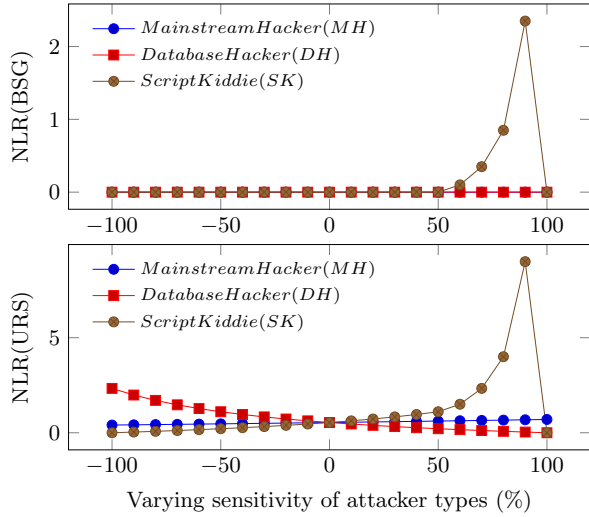 NLR(BSG)
2
1
0
MainstreamHacker(MH)
DatabaseHacker(DH)
ScriptKiddie(SK)
−100 −50 0 50 100
NLR(URS)
5
0
MainstreamHacker(MH)
DatabaseHacker(DH)
ScriptKiddie(SK)
−100 −50 0 50 100
Varying sensitivity of attacker types (%)